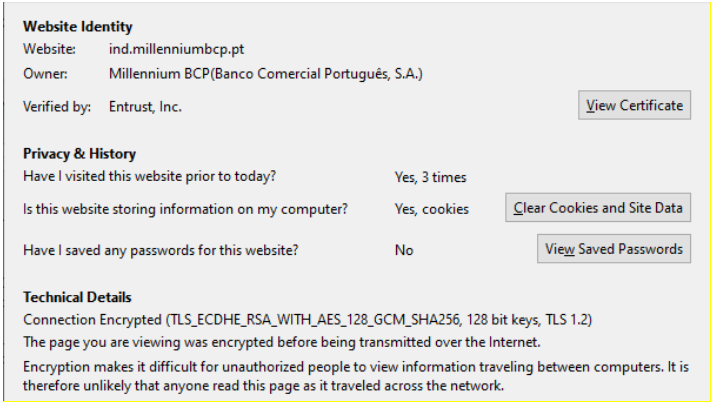 Website Identity
Website: ind.millenniumbcp.pt
Owner: Millennium BCP(Banco Comercial Português, S.A.)
Verified by: Entrust, Inc.
View Certificate
Privacy & History
Have I visited this website prior to today? Yes, 3 times
Is this website storing information on my computer? Yes, cookies Clear Cookies and Site Data
Have I saved any passwords for this website? No View Saved Passwords
Technical Details
Connection Encrypted (TLS_ECDHE_RSA_WITH_AES_128_GCM_SHA256, 128 bit keys, TLS 1.2)
The page you are viewing was encrypted before being transmitted over the Internet.
Encryption makes it difficult for unauthorized people to view information traveling between computers. It is
therefore unlikely that anyone read this page as it traveled across the network.